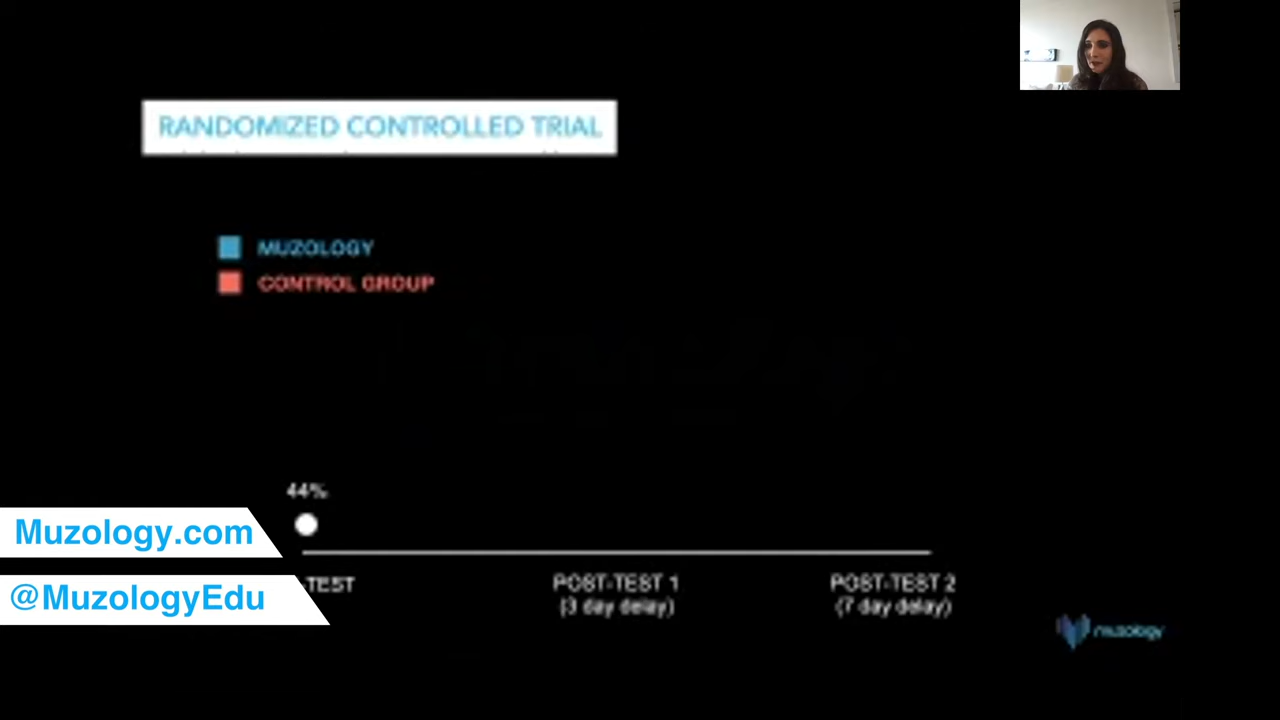 RANDOMIZED CONTROLLED TRIAL
MUZOLOGY
CONTROL GROUP
44%
Muzology.com
@MuzologyEdu
-TEST
POST-TEST 1
(3 day delay)
POST-TEST 2
(7 day delay)
muzology